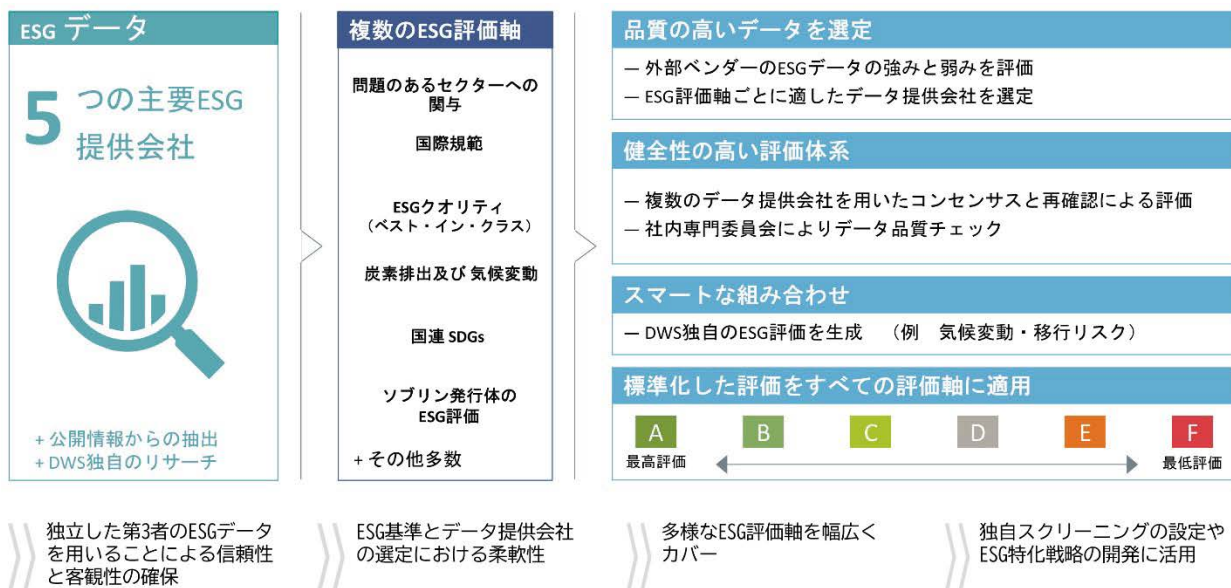 ESG データ
5 つの主要ESG
提供会社
+ 公開情報からの抽出
+ DWS独自のリサーチ
複数のESG評価軸
問題のあるセクターへの
関与
国際規範
ESGクオリティ
（ベスト・イン・クラス）
炭素排出及び 気候変動
国連 SDGs
ソブリン発行体の
ESG評価
+ その他多数
品質の高いデータを選定
— 外部ベンダーのESGデータの強みと弱みを評価
— ESG評価軸ごとに適したデータ提供会社を選定
健全性の高い評価体系
— 複数のデータ提供会社を用いたコンセンサスと再確認による評価
— 社内専門委員会によりデータ品質チェック
スマートな組み合わせ
— DWS独自のESG評価を生成 （例 気候変動・移行リスク）
標準化した評価をすべての評価軸に適用
A B C D E F
最高評価 最低評価
独立した第3者のESGデータ
を用いることによる信頼性
と客観性の確保
ESG基準とデータ提供会社
の選定における柔軟性
多様なESG評価軸を幅広く
カバー
独自スクリーニングの設定や
ESG特化戦略の開発に活用